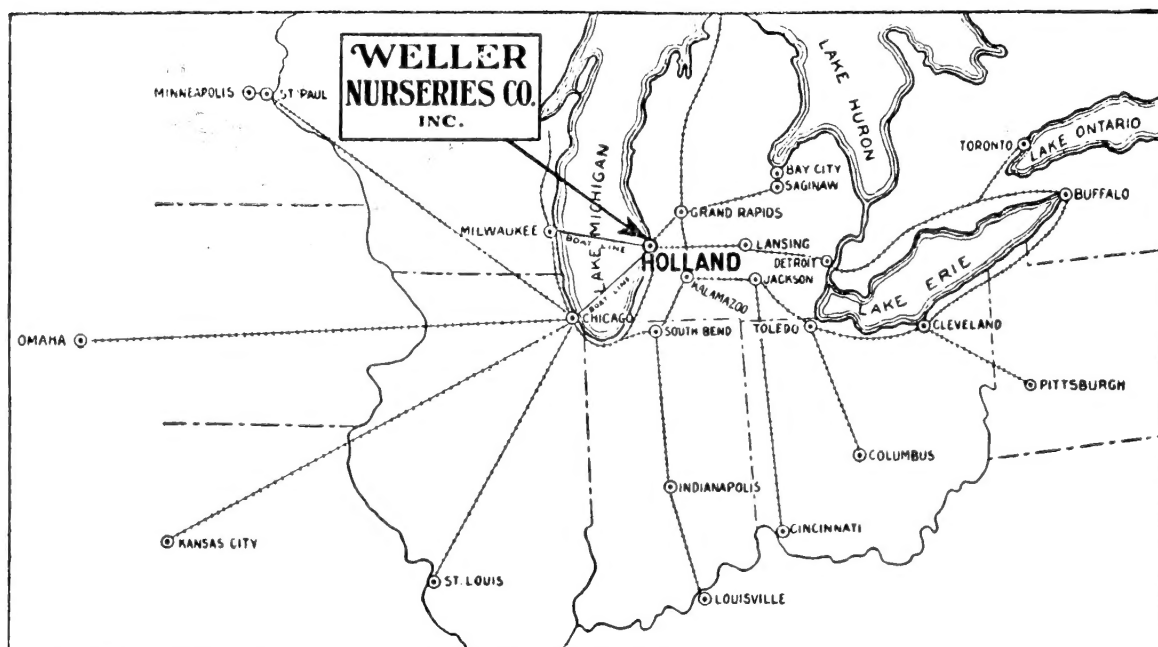 WELLER
NURSERIES CO.
INC.
MINNEAPOLIS
ST PAUL
LAKE MICHIGAN
LAKE HURON
TORONTO
LAKE ONTARIO
BAY CITY
SAGINAW
BUFFALO
GRAND RAPIDS
MILWAUKEE
BOAT LINE
LANSING
HOLLAND
DETROIT
LAKE ERIE
JACKSON
KALAMAZOO
BOAT LINE
CHICAGO
OMAHA
SOUTH BEND
TOLEDO
CLEVELAND
PITTSBURGH
COLUMBUS
INDIANAPOLIS
CINCINNATI
KANSAS CITY
ST. LOUIS
LOUISVILLE